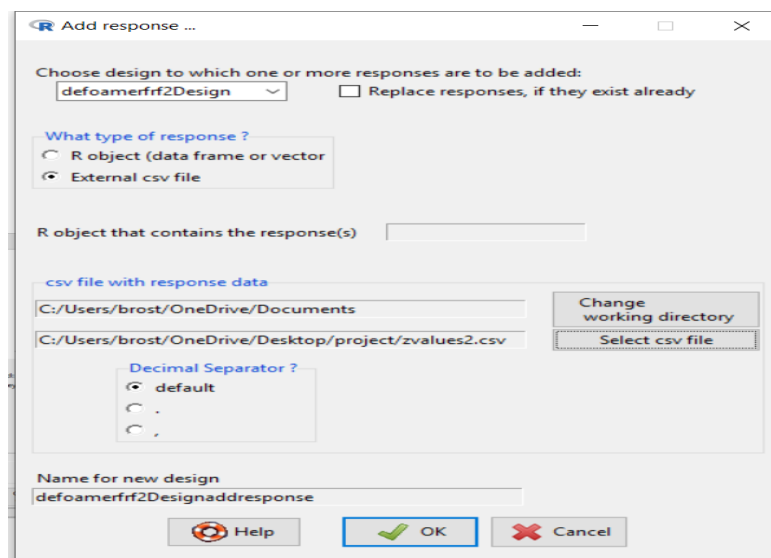 Add response ...
Choose design to which one or more responses are to be added:
defoamerfrf2Design
Replace responses, if they exist already
What type of response ?
R object (data frame or vector
External csv file
R object that contains the response(s)
csv file with response data
C:/Users/brost/OneDrive/Documents
Change
working directory
C:/Users/brost/OneDrive/Desktop/project/zvalues2.csv
Select csv file
Decimal Separator ?
default
.
,
Name for new design
defoamerfrf2Designaddresponse
Help
OK
Cancel